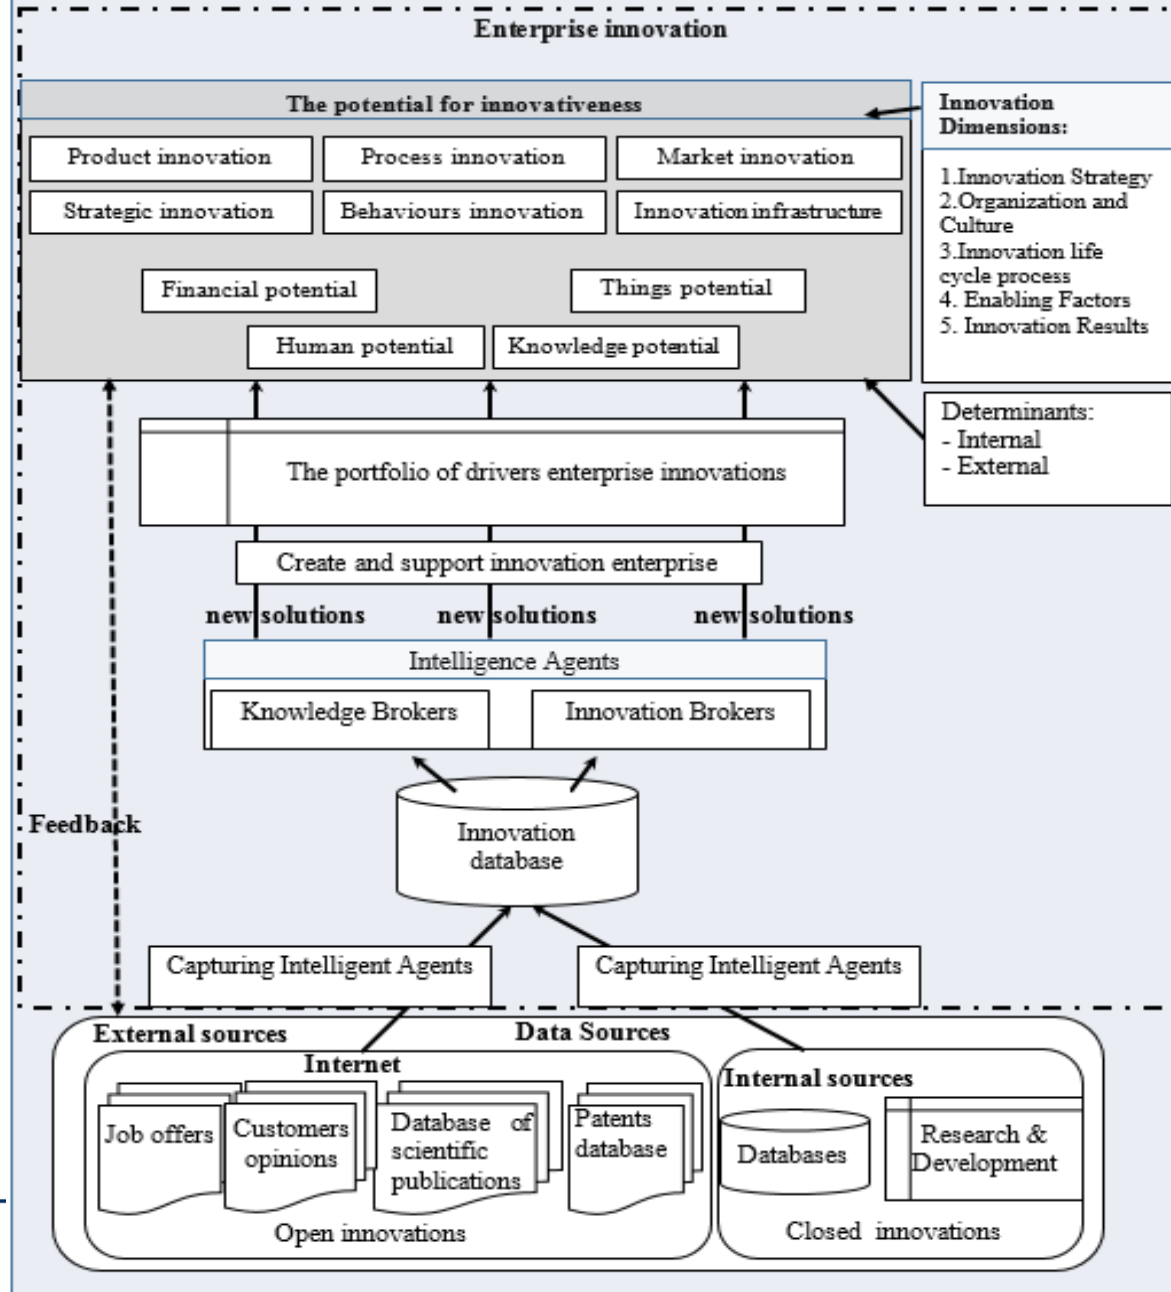 Enterprise innovation
The potential for innovativeness
Product innovation
Process innovation
Market innovation
Strategic innovation
Behaviours innovation
Innovation infrastructure
Financial potential
Things potential
Human potential
Knowledge potential
Innovation
Dimensions:
1.Innovation Strategy
2.Organization and
Culture
3.Innovation life
cycle process
4. Enabling Factors
5. Innovation Results
Determinants:
- Internal
- External
The portfolio of drivers enterprise innovations
Create and support innovation enterprise
new solutions
new solutions
new solutions
Intelligence Agents
Knowledge Brokers
Innovation Brokers
Feedback
Innovation
database
Capturing Intelligent Agents
Capturing Intelligent Agents
External sources
Data Sources
Internet
Job offers
Customers
opinions
Database of
scientific
publications
Patents
database
Open innovations
Internal sources
Databases
Research &
Development
Closed innovations